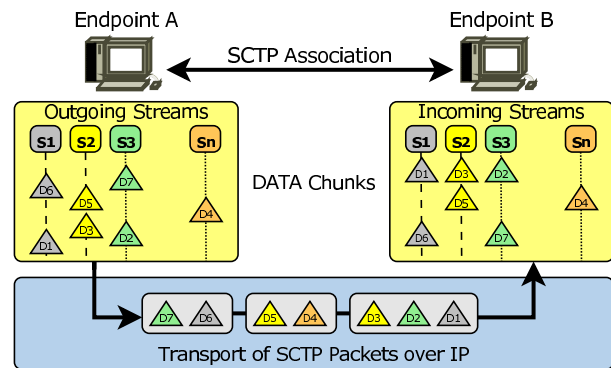 Endpoint A
Endpoint B
SCTP Association
Outgoing Streams
Incoming Streams
S1 S2 S3 Sn
S1 S2 S3 Sn
DATA Chunks
D6 D7
D5 D4
D3
D1 D2
D1 D3 D2
D5 D4
D6 D7
D7 D6 D5 D4 D3 D2 D1
Transport of SCTP Packets over IP